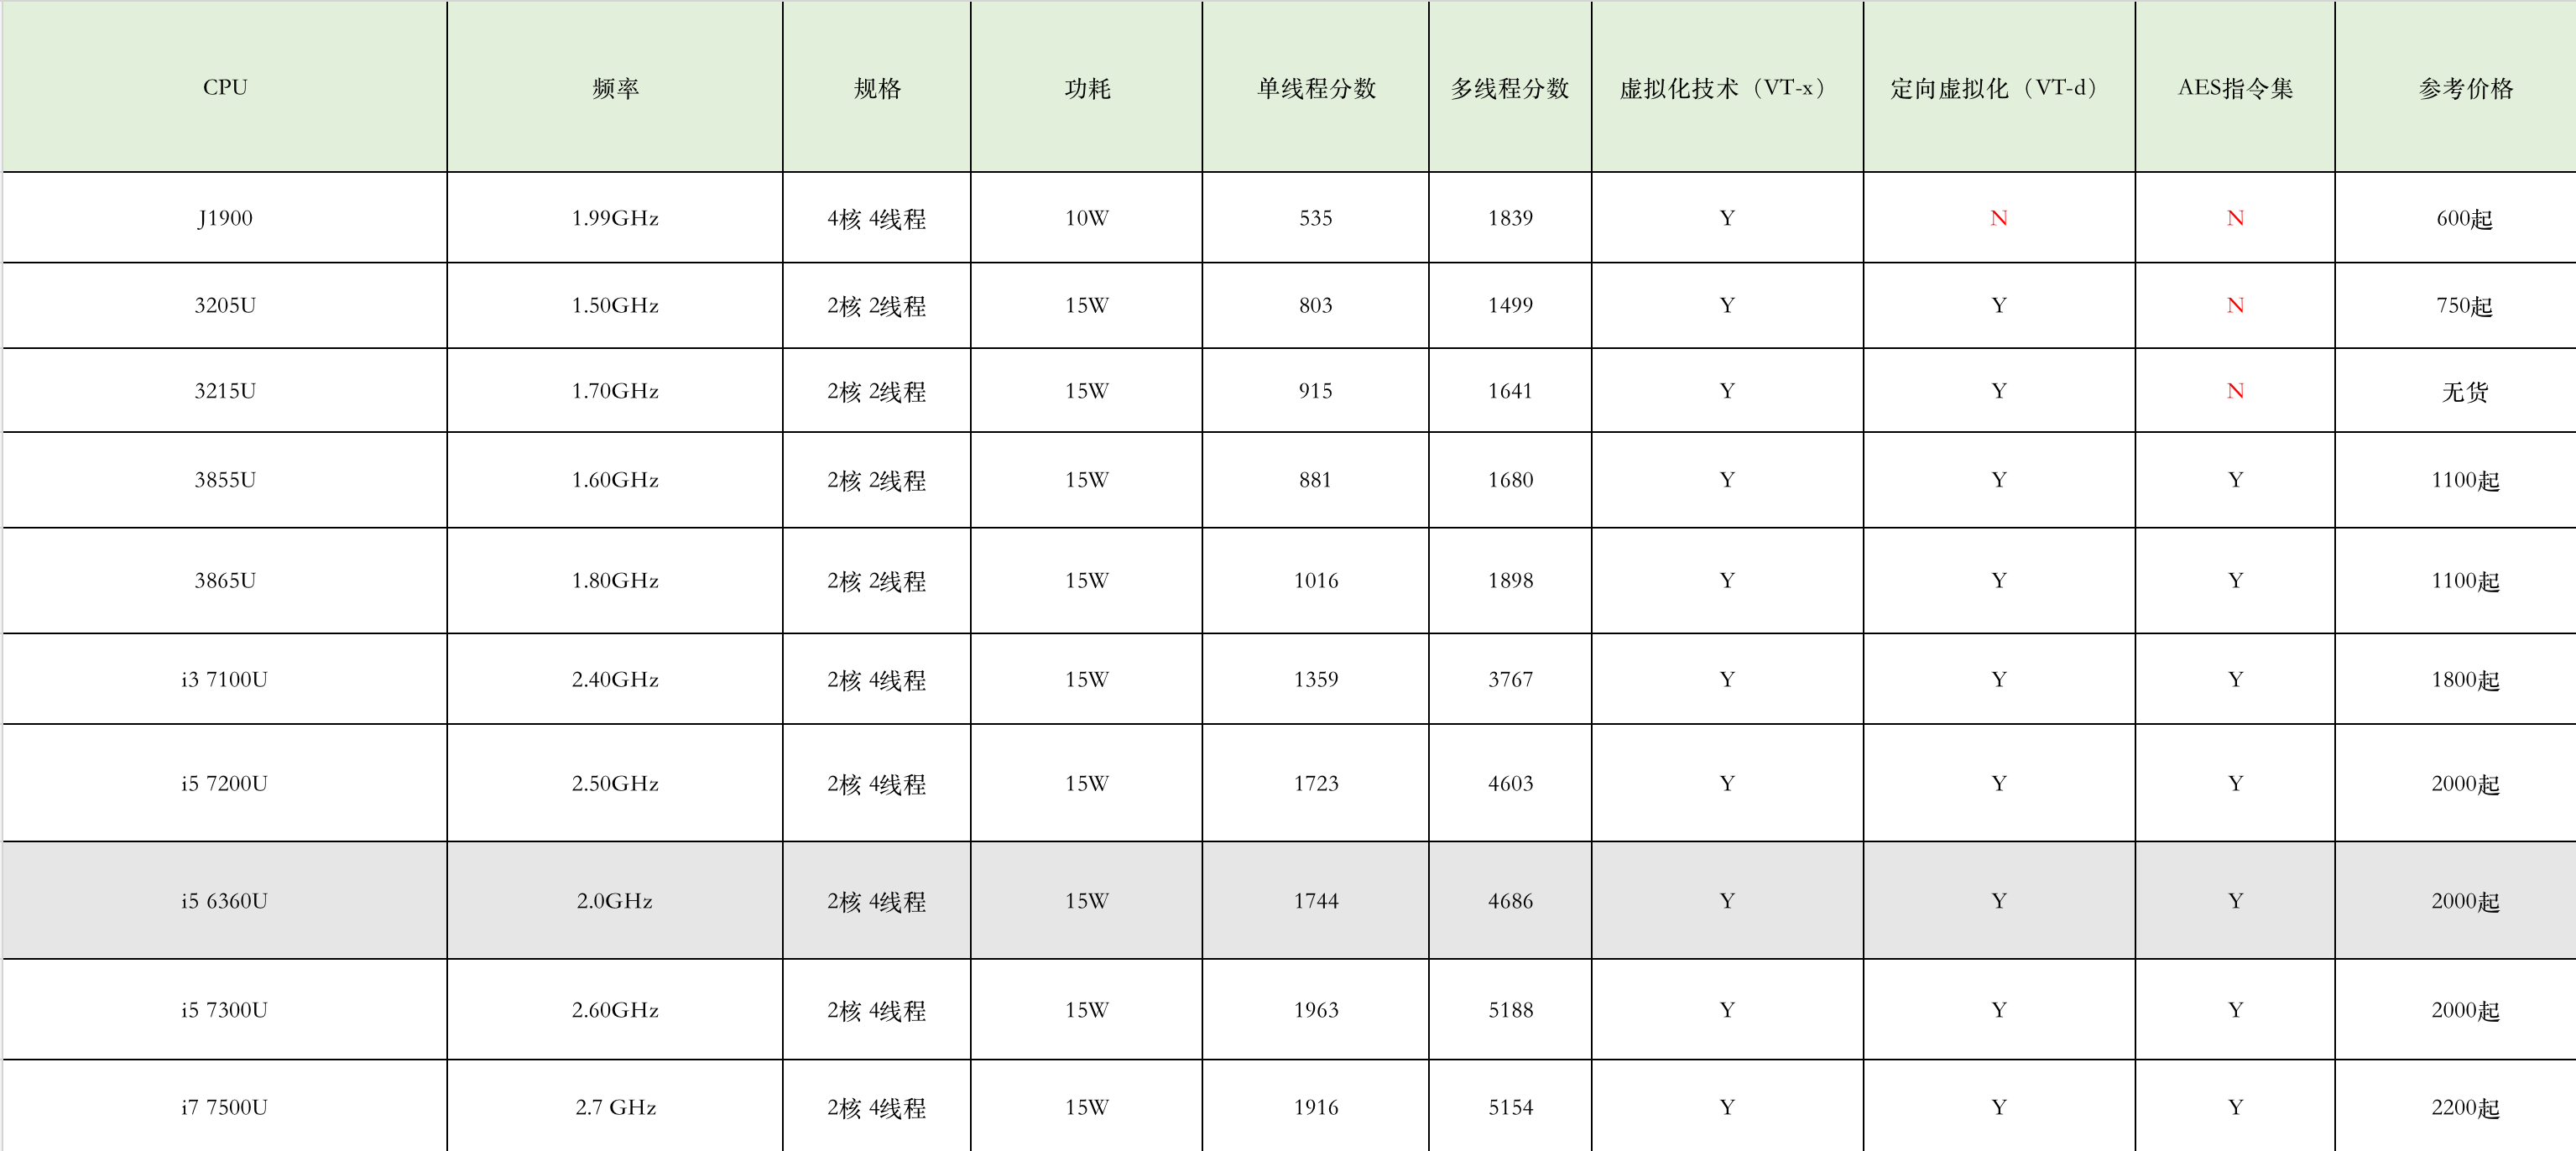 CPU 频率 规格 功耗 单线程分数 多线程分数 虚拟化技术（VT-x） 定向虚拟化（VT-d） AES指令集 参考价格
J1900 1.99GHz 4核 4线程 10W 535 1839 Y N N 600起
3205U 1.50GHz 2核 2线程 15W 803 1499 Y Y N 750起
3215U 1.70GHz 2核 2线程 15W 915 1641 Y Y N 无货
3855U 1.60GHz 2核 2线程 15W 881 1680 Y Y Y 1100起
3865U 1.80GHz 2核 2线程 15W 1016 1898 Y Y Y 1100起
i3 7100U 2.40GHz 2核 4线程 15W 1359 3767 Y Y Y 1800起
i5 7200U 2.50GHz 2核 4线程 15W 1723 4603 Y Y Y 2000起
i5 6360U 2.0GHz 2核 4线程 15W 1744 4686 Y Y Y 2000起
i5 7300U 2.60GHz 2核 4线程 15W 1963 5188 Y Y Y 2000起
i7 7500U 2.7 GHz 2核 4线程 15W 1916 5154 Y Y Y 2200起